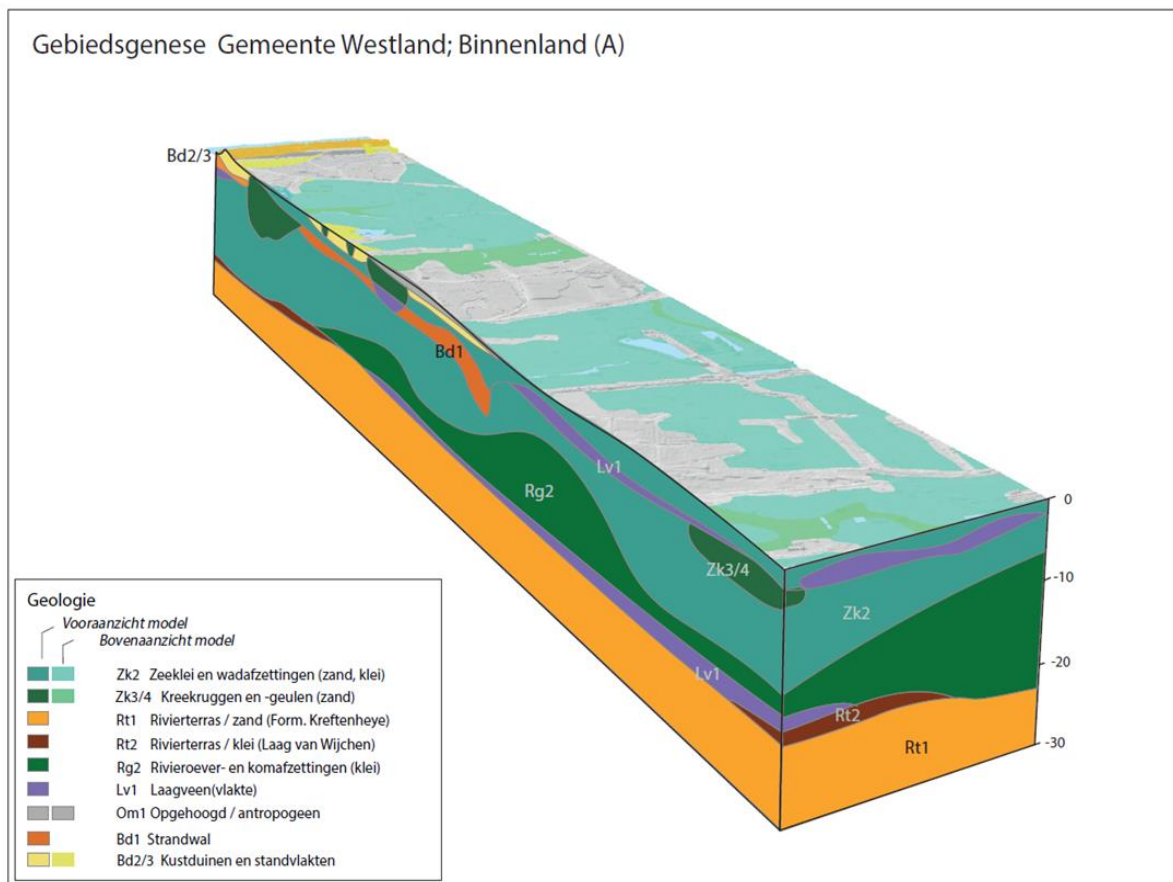 Gebiedsgenese Gemeente Westland; Binnenland (A)
Bd2/3
Bd1
Lv1
Rg2
Zk3/4
Zk2
Lv1
Rt2
Rt1
0
-10
-20
-30
Geologie
Vooraanzicht model
Bovenaanzicht model
Zk2 Zeeklei en wadafzettingen (zand, klei)
Zk3/4 Kreekruggen en -geulen (zand)
Rt1 Rivierterras / zand (Form. Kreftenheye)
Rt2 Rivierterras / klei (Laag van Wijchen)
Rg2 Rivieroever- en komafzettingen (klei)
Lv1 Laagveen(vlakte)
Om1 Opgehoogd / antropogeen
Bd1 Strandwal
Bd2/3 Kustduinen en standvlakten